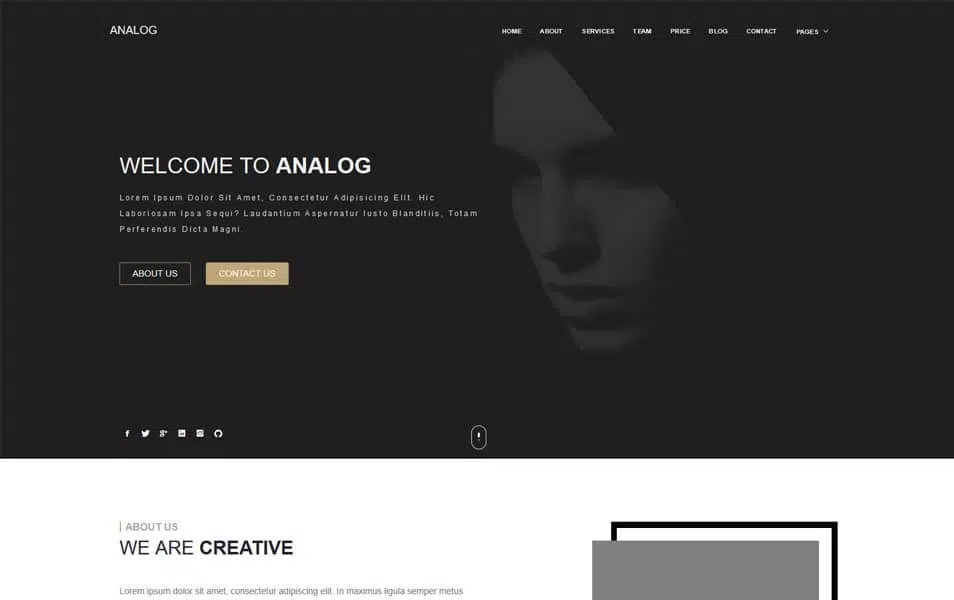 ANALOG
HOME ABOUT SERVICES TEAM PRICE BLOG CONTACT PAGES
WELCOME TO ANALOG
Lorem Ipsum Dolor Sit Amet, Consectetur Adipisicing Elit. Hic
Laboriosam Ipsa Sequi? Laudantium Aspernatur Iusto Blanditiis, Totam
Perferendis Dicta Magni.
ABOUT US CONTACT US
ABOUT US
WE ARE CREATIVE
Lorem ipsum dolor sit amet, consectetur adipiscing elit. In maximus ligula semper metus